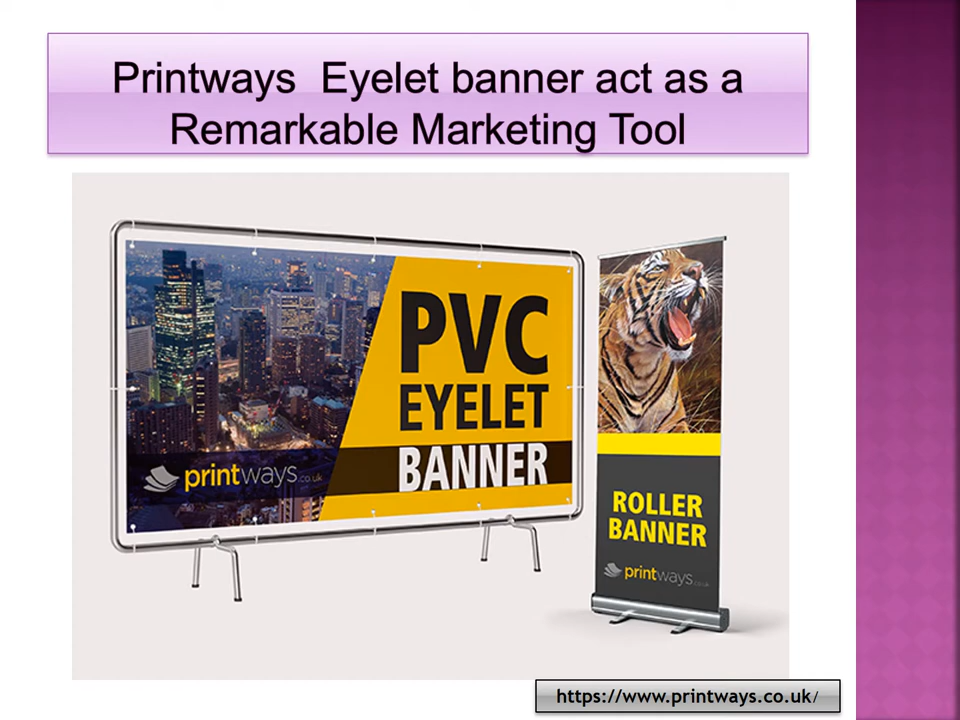 Printways  Eyelet banner act as a
Remarkable Marketing Tool
PVC
EYELET
BANNER
printways.co.uk
ROLLER
BANNER
printways.co.uk
https://www.printways.co.uk/